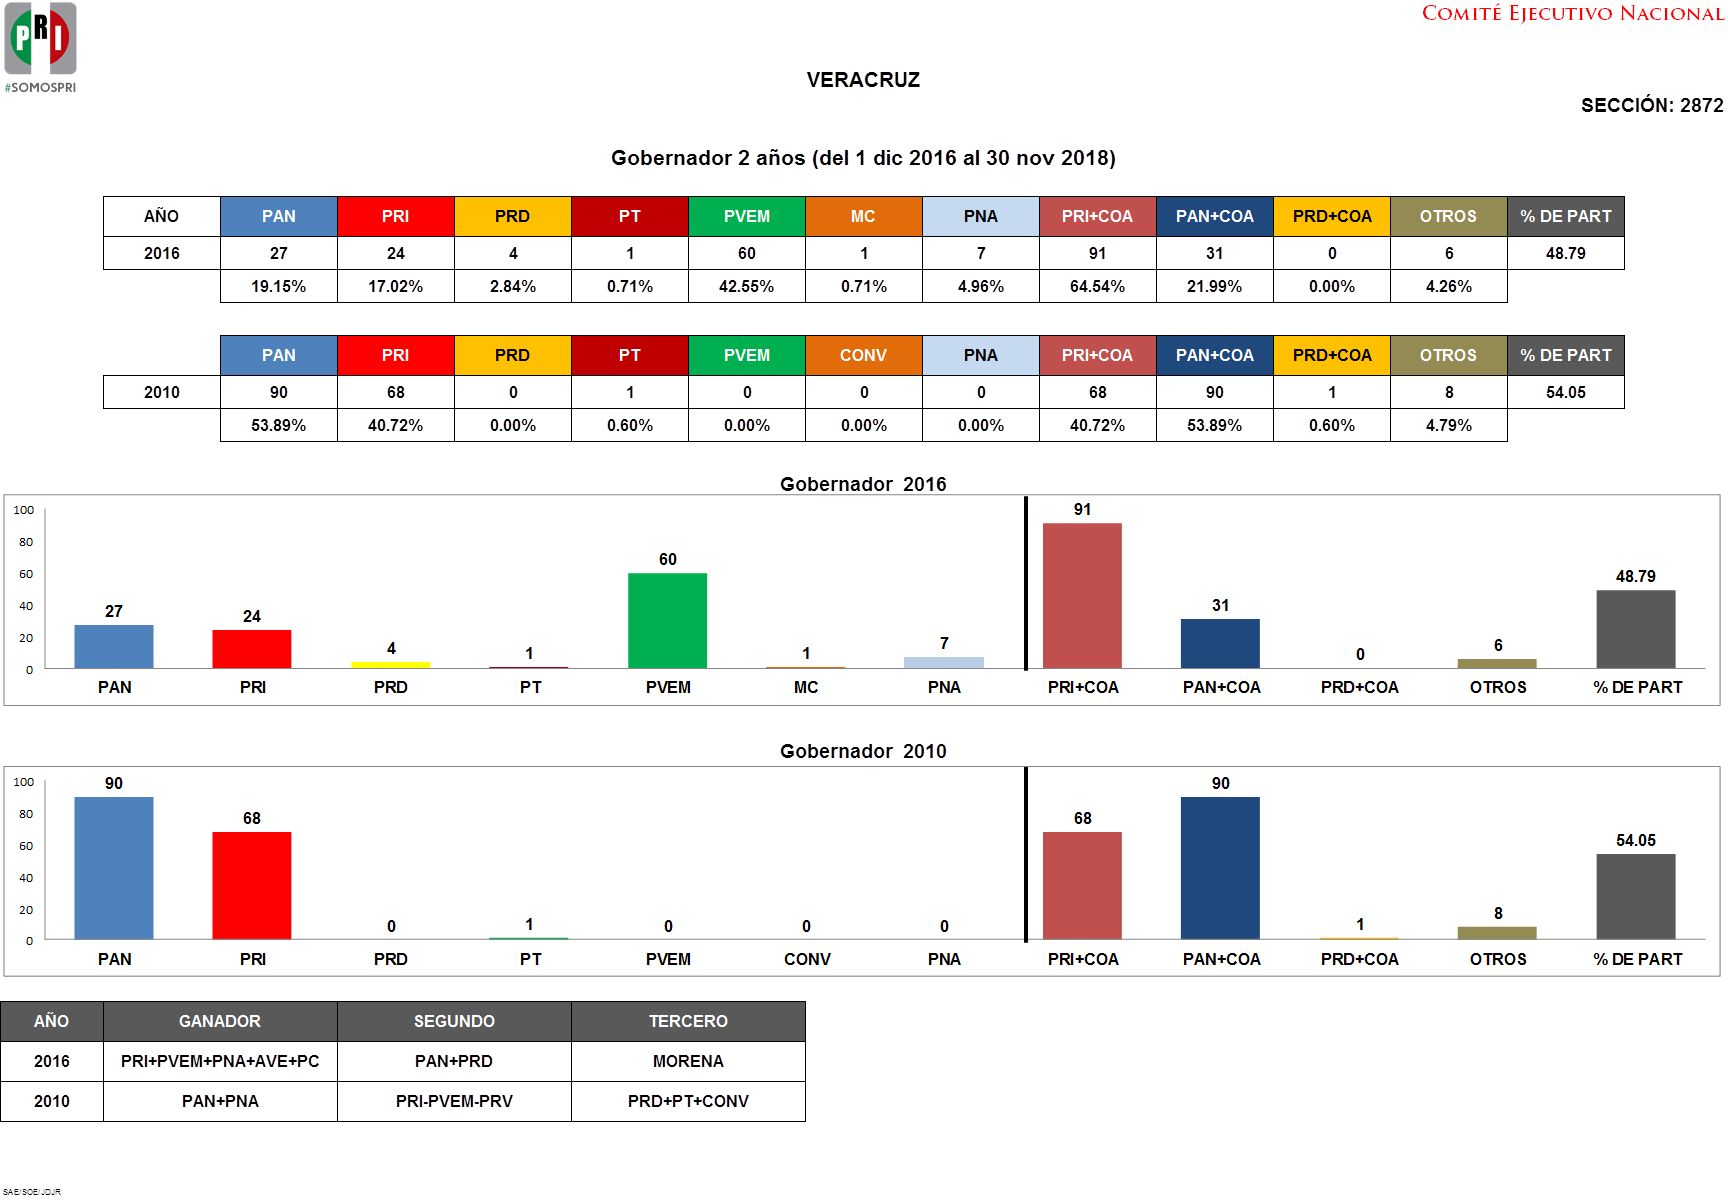 COMITÉ EJECUTIVO NACIONAL
PRI
#SOMOSPRI
VERACRUZ
SECCIÓN: 2872
Gobernador 2 años (del 1 dic 2016 al 30 nov 2018)
AÑO PAN PRI PRD PT PVEM MC PNA PRI+COA PAN+COA PRD+COA OTROS % DE PART
2016 27 24 4 1 60 1 7 91 31 0 6 48.79
19.15% 17.02% 2.84% 0.71% 42.55% 0.71% 4.96% 64.54% 21.99% 0.00% 4.26%
PAN PRI PRD PT PVEM CONV PNA PRI+COA PAN+COA PRD+COA OTROS % DE PART
2010 90 68 0 1 0 0 0 68 90 1 8 54.05
53.89% 40.72% 0.00% 0.60% 0.00% 0.00% 0.00% 40.72% 53.89% 0.60% 4.79%
Gobernador 2016
100
80
60
40
20
0
27 24 4 1 60 1 7 91 31 0 6 48.79
PAN PRI PRD PT PVEM MC PNA PRI+COA PAN+COA PRD+COA OTROS % DE PART
Gobernador 2010
100
80
60
40
20
0
90 68 0 1 0 0 0 68 90 1 8 54.05
PAN PRI PRD PT PVEM CONV PNA PRI+COA PAN+COA PRD+COA OTROS % DE PART
AÑO GANADOR SEGUNDO TERCERO
2016 PRI+PVEM+PNA+AVE+PC PAN+PRD MORENA
2010 PAN+PNA PRI-PVEM-PRV PRD+PT+CONV
SAE/SOE/JDJR